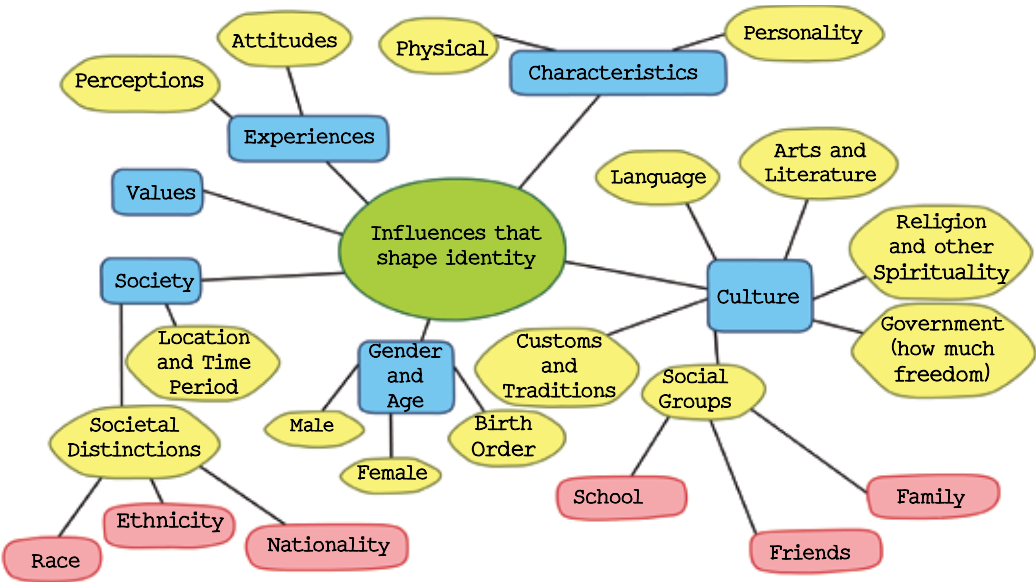 Attitudes
Physical
Personality
Perceptions
Characteristics
Experiences
Values
Language
Arts and
Literature
Influences that
shape identity
Religion
and other
Spirituality
Society
Culture
Location
and Time
Period
Gender
and
Age
Customs
and
Traditions
Government
(how much
freedom)
Social
Groups
Societal
Distinctions
Male
Birth
Order
Female
School
Family
Ethnicity
Nationality
Race
Friends